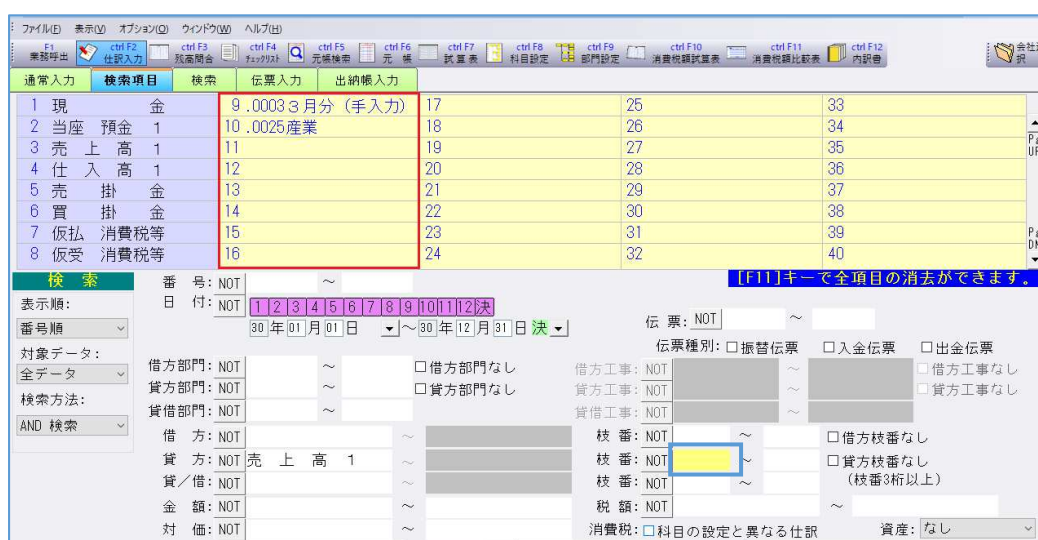 ファイル(F) 表示(V) オプション(O) ウィンドウ(W) ヘルプ(H)
F1 業務呼出 ctrl F2 仕訳入力 ctrl F3 残高問合 ctrl F4 チェックリスト ctrl F5 元帳検索 ctrl F6 元 帳 ctrl F7 試算表 ctrl F8 科目設定 ctrl F9 部門設定 ctrl F10 消費税額試算表 ctrl F11 消費税額比較表 ctrl F12 内訳書
通常入力 検索項目 検索 伝票入力 出納帳入力
1 現 金 9 .0003３月分（手入力） 17 25 33
2 当座 預金 1 10 .0025産業 18 26 34
3 売 上 高 1 11 19 27 35
4 仕 入 高 1 12 20 28 36
5 売 掛 金 13 21 29 37
6 買 掛 金 14 22 30 38
7 仮払 消費税等 15 23 31 39
8 仮受 消費税等 16 24 32 40
検 索 番 号: NOT ～ [F11]キーで全項目の消去ができます。
表示順: 日 付: NOT 1 2 3 4 5 6 7 8 9 10 11 12 決
番号順 30年01月01日 ～ 30年12月31日 決 伝 票: NOT ～
伝票種別: 振替伝票 入金伝票 出金伝票
対象データ:
全データ 借方部門: NOT ～ 借方部門なし 借方工事: NOT ～ 借方工事なし
貸方部門: NOT ～ 貸方部門なし 貸方工事: NOT ～ 貸方工事なし
検索方法: 貸借部門: NOT ～ 貸借工事: NOT ～
AND 検索 借 方: NOT ～ 枝 番: NOT ～ 借方枝番なし
貸 方: NOT 売 上 高 1 ～ 枝 番: NOT ～ 貸方枝番なし
貸／借: NOT ～ 枝 番: NOT ～ (枝番3桁以上)
金 額: NOT ～ 税 額: NOT ～
対 価: NOT ～ 消費税: 科目の設定と異なる仕訳 資産: なし